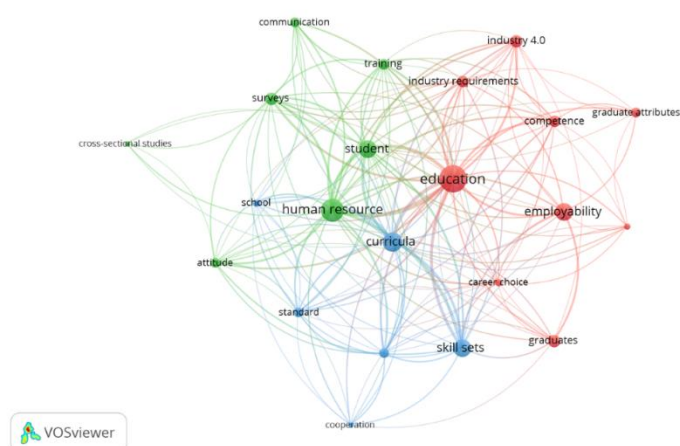 communication
industry 4.0
training
industry requirements
surveys
graduate attributes
competence
cross-sectional studies
student
education
school
human resource
employability
curricula
attitude
career choice
standard
graduates
skill sets
cooperation
VOSviewer